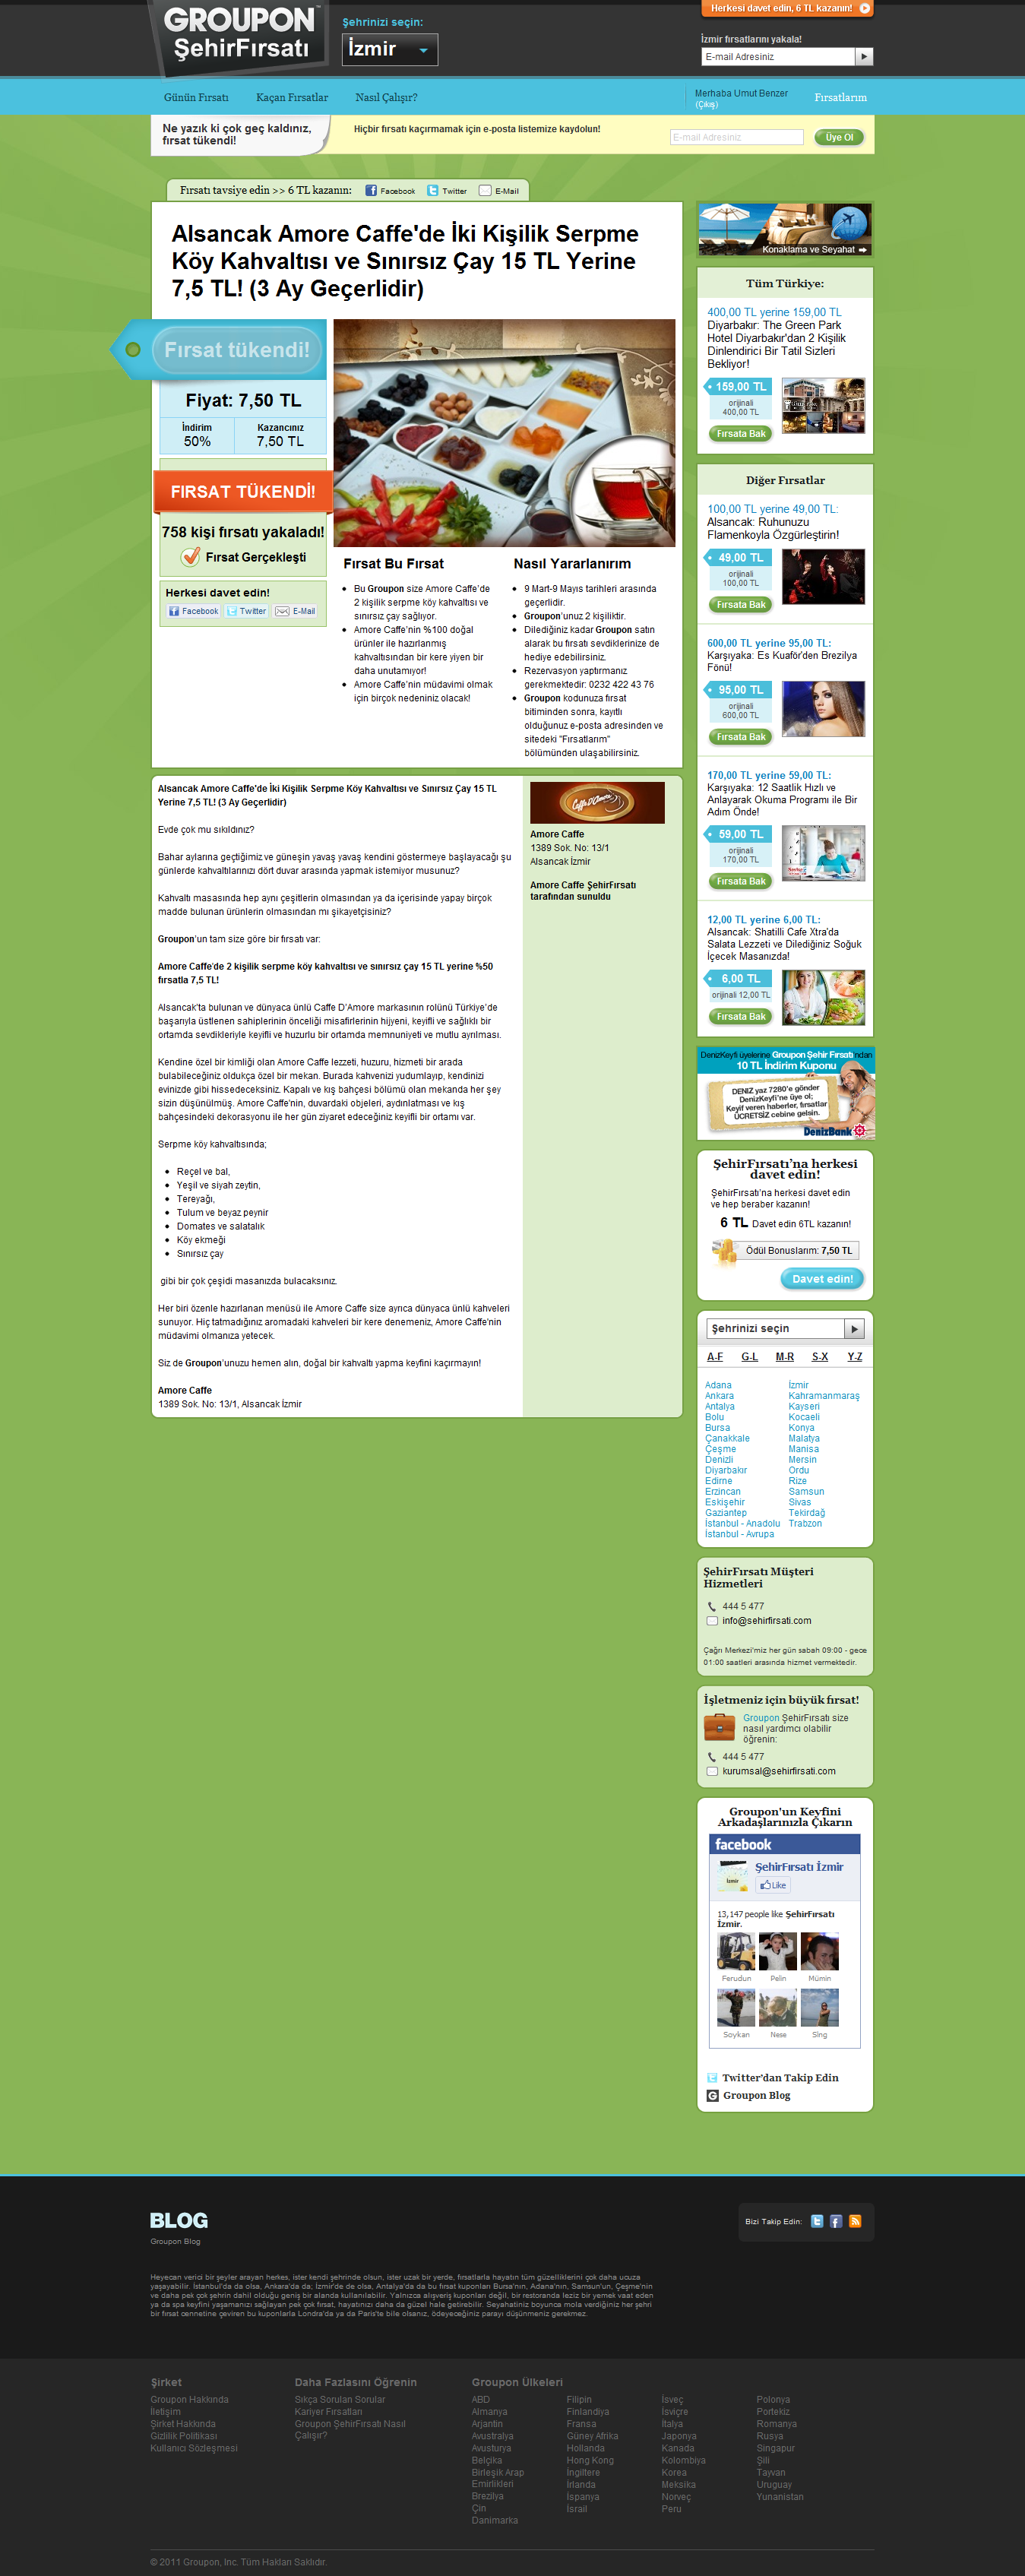 GROUPON
ŞehirFırsatı
Şehrinizi seçin:
İzmir
Herkesi davet edin, 6 TL kazanın!
İzmir fırsatlarını yakala!
E-mail Adresiniz
Günün Fırsatı
Kaçan Fırsatlar
Nasıl Çalışır?
Merhaba Umut Benzer
(Çıkış)
Fırsatlarım
Ne yazık ki çok geç kaldınız,
fırsat tükendi!
Hiçbir fırsatı kaçırmamak için e-posta listemize kaydolun!
E-mail Adresiniz
Üye Ol
Fırsatı tavsiye edin >> 6 TL kazanın:
Facebook
Twitter
E-Mail
Alsancak Amore Caffe'de İki Kişilik Serpme
Köy Kahvaltısı ve Sınırsız Çay 15 TL Yerine
7,5 TL! (3 Ay Geçerlidir)
Fırsat tükendi!
Fiyat: 7,50 TL
İndirim
50%
Kazancınız
7,50 TL
FIRSAT TÜKENDİ!
758 kişi fırsatı yakaladı!
Fırsat Gerçekleşti
Herkesi davet edin!
Facebook
Twitter
E-Mail
Fırsat Bu Fırsat
Bu Groupon size Amore Caffe'de
2 kişilik serpme köy kahvaltısı ve
sınırsız çay sağlıyor.
Amore Caffe'nin %100 doğal
ürünler ile hazırlanmış
kahvaltısından bir kere yiyen bir
daha unutamıyor!
Amore Caffe'nin müdavimi olmak
için birçok nedeniniz olacak!
Nasıl Yararlanırım
9 Mart-9 Mayıs tarihleri arasında
geçerlidir.
Groupon'unuz 2 kişiliktir.
Dilediğiniz kadar Groupon satın
alarak bu fırsatı sevdiklerinize de
hediye edebilirsiniz.
Rezervasyon yaptırmanız
gerekmektedir: 0232 422 43 76
Groupon kodunuza fırsat
bitiminden sonra, kayıtlı
olduğunuz e-posta adresinden ve
sitedeki "Fırsatlarım"
bölümünden ulaşabilirsiniz.
Alsancak Amore Caffe'de İki Kişilik Serpme Köy Kahvaltısı ve Sınırsız Çay 15 TL
Yerine 7,5 TL! (3 Ay Geçerlidir)
Evde çok mu sıkıldınız?
Bahar aylarına geçtiğimiz ve güneşin yavaş yavaş kendini göstermeye başlayacağı şu
günlerde kahvaltılarınızı dört duvar arasında yapmak istemiyor musunuz?
Kahvaltı masasında hep aynı çeşitlerin olmasından ya da içerisinde yapay birçok
madde bulunan ürünlerin olmasından mı şikayetçisiniz?
Groupon'un tam size göre bir fırsatı var:
Amore Caffe'de 2 kişilik serpme köy kahvaltısı ve sınırsız çay 15 TL yerine %50
fırsatla 7,5 TL!
Alsancak'ta bulunan ve dünyaca ünlü Caffe D'Amore markasının rolünü Türkiye'de
başarıyla üstlenen sahiplerinin önceliği misafirlerinin hijyeni, keyifli ve sağlıklı bir
ortamda sevdikleriyle keyifli ve huzurlu bir ortamda memnuniyeti ve mutlu ayrılması.
Kendine özel bir kimliği olan Amore Caffe lezzeti, huzuru, hizmeti bir arada
bulabileceğiniz oldukça özel bir mekan. Burada kahvenizi yudumlayıp, kendinizi
evinizde gibi hissedeceksiniz. Kapalı ve kış bahçesi bölümü olan mekanda her şey
sizin düşünülmüş. Amore Caffe'nin, duvardaki objeleri, aydınlatması ve kış
bahçesindeki dekorasyonu ile her gün ziyaret edeceğiniz keyifli bir ortamı var.
Serpme köy kahvaltısında;
Reçel ve bal,
Yeşil ve siyah zeytin,
Tereyağı,
Tulum ve beyaz peynir
Domates ve salatalık
Köy ekmeği
Sınırsız çay
gibi bir çok çeşidi masanızda bulacaksınız.
Her biri özenle hazırlanan menüsü ile Amore Caffe size ayrıca dünyaca ünlü kahveleri
sunuyor. Hiç tatmadığınız aromadaki kahveleri bir kere denemeniz, Amore Caffe'nin
müdavimi olmanıza yetecek.
Siz de Groupon'unuzu hemen alın, doğal bir kahvaltı yapma keyfini kaçırmayın!
Amore Caffe
1389 Sok. No: 13/1, Alsancak İzmir
Caffe D'Amore
Amore Caffe
1389 Sok. No: 13/1
Alsancak İzmir
Amore Caffe ŞehirFırsatı
tarafından sunuldu
Konaklama ve Seyahat
Tüm Türkiye:
400,00 TL yerine 159,00 TL
Diyarbakır: The Green Park
Hotel Diyarbakır'dan 2 Kişilik
Dinlendirici Bir Tatil Sizleri
Bekliyor!
159,00 TL
orijinali
400,00 TL
Fırsata Bak
Diğer Fırsatlar
100,00 TL yerine 49,00 TL:
Alsancak: Ruhunuzu
Flamenkoyla Özgürleştirin!
49,00 TL
orijinali
100,00 TL
Fırsata Bak
600,00 TL yerine 95,00 TL:
Karşıyaka: Es Kuaför'den Brezilya
Fönü!
95,00 TL
orijinali
600,00 TL
Fırsata Bak
170,00 TL yerine 59,00 TL:
Karşıyaka: 12 Saatlik Hızlı ve
Anlayarak Okuma Programı ile Bir
Adım Önde!
59,00 TL
orijinali
170,00 TL
Fırsata Bak
12,00 TL yerine 6,00 TL:
Alsancak: Shatilli Cafe Xtra'da
Salata Lezzeti ve Dilediğiniz Soğuk
İçecek Masanızda!
6,00 TL
orijinali 12,00 TL
Fırsata Bak
DenizKeyfi üyelerine Groupon Şehir Fırsatı'ndan
10 TL İndirim Kuponu
DENIZ yaz 7280'e gönder
DenizKeyfi'ne üye ol;
Keyif veren haberler, fırsatlar
ÜCRETSİZ cebine gelsin.
DenizBank
ŞehirFırsatı'na herkesi
davet edin!
ŞehirFırsatı'na herkesi davet edin
ve hep beraber kazanın!
6 TL Davet edin 6TL kazanın!
Ödül Bonuslarım: 7,50 TL
Davet edin!
Şehrinizi seçin
A-F G-L M-R S-X Y-Z
Adana
Ankara
Antalya
Bolu
Bursa
Çanakkale
Çeşme
Denizli
Diyarbakır
Edirne
Erzincan
Eskişehir
Gaziantep
İstanbul - Anadolu
İstanbul - Avrupa
İzmir
Kahramanmaraş
Kayseri
Kocaeli
Konya
Malatya
Manisa
Mersin
Ordu
Rize
Samsun
Sivas
Tekirdağ
Trabzon
ŞehirFırsatı Müşteri
Hizmetleri
444 5 477
info@sehirfirsati.com
Çağrı Merkezi'miz her gün sabah 09:00 - gece
01:00 saatleri arasında hizmet vermektedir.
İşletmeniz için büyük fırsat!
Groupon ŞehirFırsatı size
nasıl yardımcı olabilir
öğrenin:
444 5 477
kurumsal@sehirfirsati.com
Groupon'un Keyfini
Arkadaşlarınızla Çıkarın
facebook
İzmir
ŞehirFırsatı İzmir
Like
13,147 people like ŞehirFırsatı
İzmir.
Ferudun
Pelin
Mümin
Soykan
Nese
Sing
Twitter'dan Takip Edin
Groupon Blog
BLOG
Groupon Blog
Bizi Takip Edin:
Heyecan verici bir şeyler arayan herkes, ister kendi şehrinde olsun, ister uzak bir yerde, fırsatlarla hayatın tüm güzelliklerini çok daha ucuza
yaşayabilir. İstanbul'da da olsa, Ankara'da da; İzmir'de de olsa, Antalya'da da bu fırsat kuponları Bursa'nın, Adana'nın, Samsun'un, Çeşme'nin
ve daha pek çok şehrin dahil olduğu geniş bir alanda kullanılabilir. Yalnızca alışveriş kuponları değil, bir restoranda leziz bir yemek vaat eden
ya da spa keyfini yaşamanızı sağlayan pek çok fırsat, hayatınızı daha da güzel hale getirebilir. Seyahatiniz boyunca mola verdiğiniz her şehri
bir fırsat cennetine çeviren bu kuponlarla Londra'da ya da Paris'te bile olsanız, ödeyeceğiniz parayı düşünmeniz gerekmez.
Şirket
Groupon Hakkında
İletişim
Şirket Hakkında
Gizlilik Politikası
Kullanıcı Sözleşmesi
Daha Fazlasını Öğrenin
Sıkça Sorulan Sorular
Kariyer Fırsatları
Groupon ŞehirFırsatı Nasıl
Çalışır?
Groupon Ülkeleri
ABD
Almanya
Arjantin
Avustralya
Avusturya
Belçika
Birleşik Arap
Emirlikleri
Brezilya
Çin
Danimarka
Filipin
Finlandiya
Fransa
Güney Afrika
Hollanda
Hong Kong
İngiltere
İrlanda
İspanya
İsrail
İsveç
İsviçre
İtalya
Japonya
Kanada
Kolombiya
Korea
Meksika
Norveç
Peru
Polonya
Portekiz
Romanya
Rusya
Singapur
Şili
Tayvan
Uruguay
Yunanistan
© 2011 Groupon, Inc. Tüm Hakları Saklıdır.